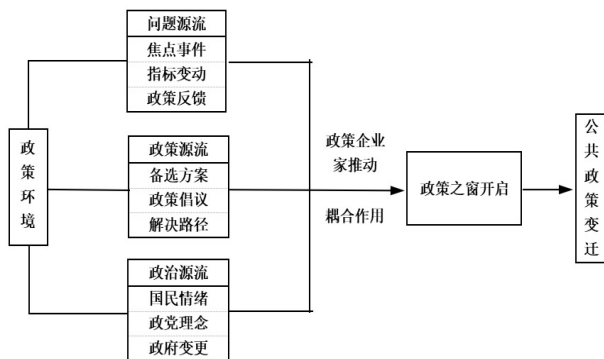 政策环境
问题源流
焦点事件
指标变动
政策反馈
政策源流
备选方案
政策倡议
解决路径
政治源流
国民情绪
政党理念
政府变更
政策企业
家推动
耦合作用
政策之窗开启
公共政策变迁